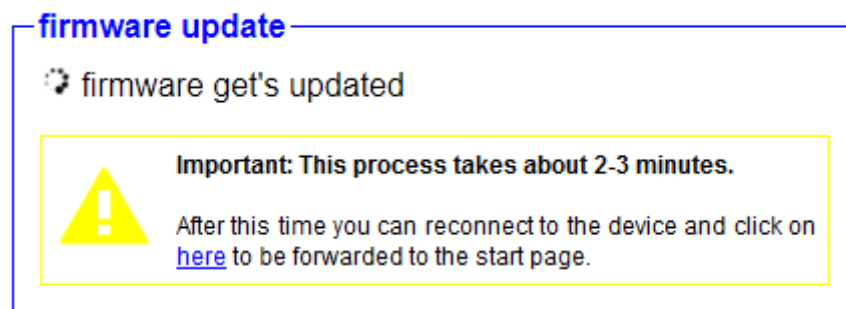 firmware update
firmware get's updated
Important: This process takes about 2-3 minutes.
After this time you can reconnect to the device and click on
here to be forwarded to the start page.